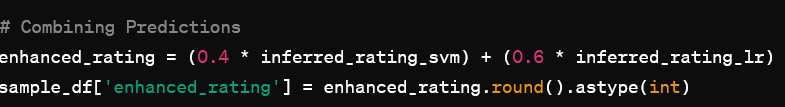 # Combining Predictions
enhanced_rating = (0.4 * inferred_rating_svm) + (0.6 * inferred_rating_lr)
sample_df['enhanced_rating'] = enhanced_rating.round().astype(int)